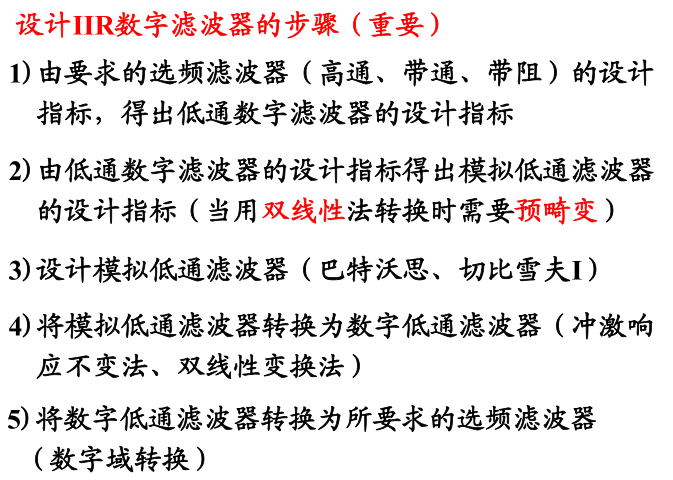 设计IIR数字滤波器的步骤（重要）
1)由要求的选频滤波器（高通、带通、带阻）的设计
指标，得出低通数字滤波器的设计指标
2)由低通数字滤波器的设计指标得出模拟低通滤波器
的设计指标（当用双线性法转换时需要预畸变）
3)设计模拟低通滤波器（巴特沃思、切比雪夫I）
4)将模拟低通滤波器转换为数字低通滤波器（冲激响
应不变法、双线性变换法）
5)将数字低通滤波器转换为所要求的选频滤波器
（数字域转换）